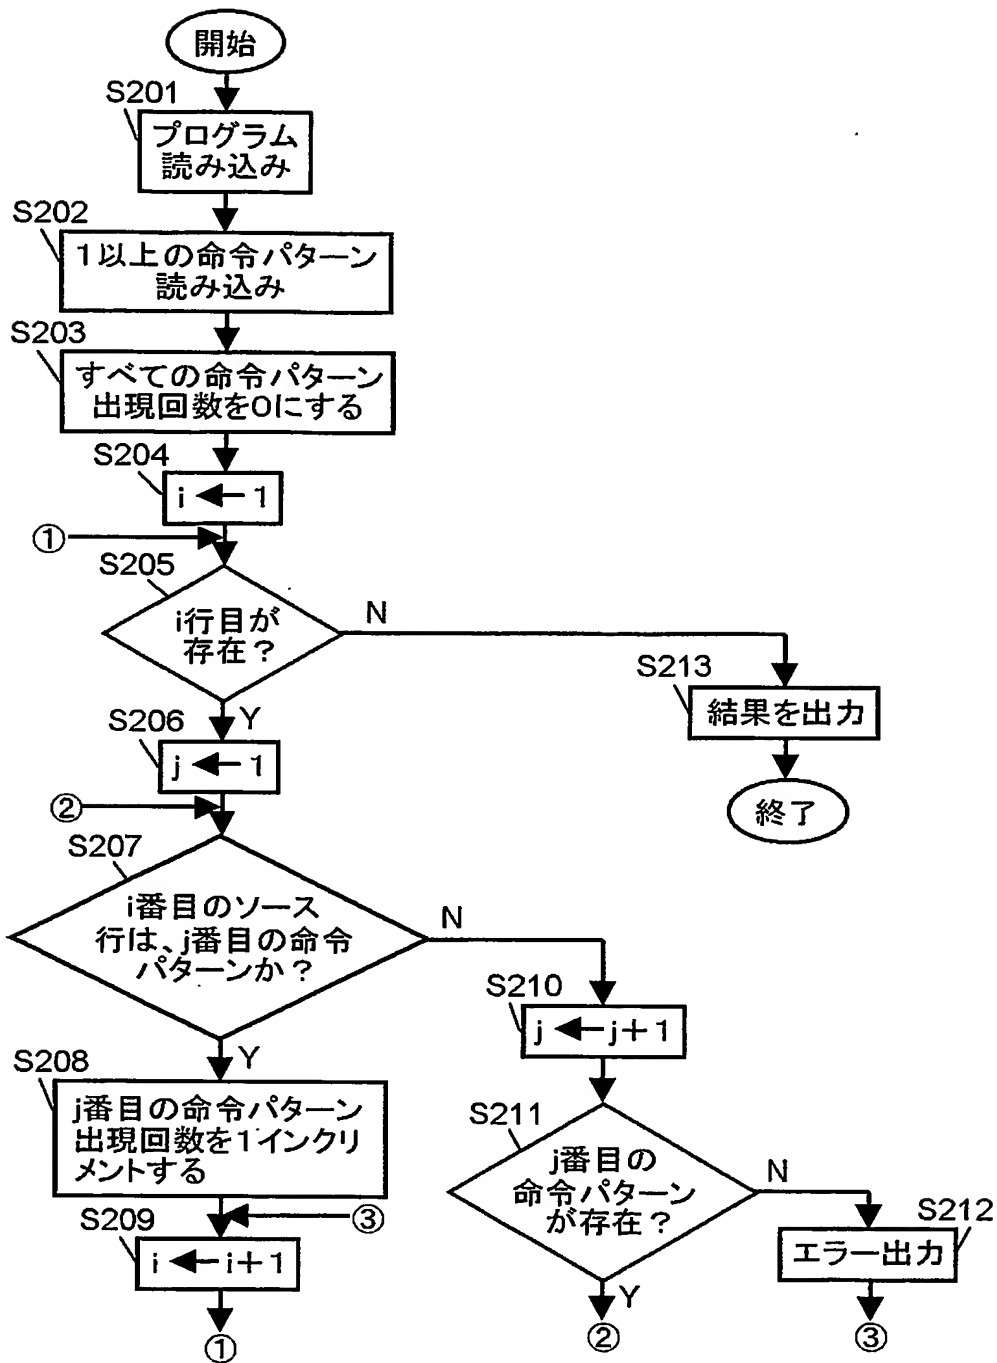 開始
S201
プログラム
読み込み
S202
1以上の命令パターン
読み込み
S203
すべての命令パターン
出現回数を0にする
S204
i ← 1
①
S205
i行目が
存在?
N
Y
S213
結果を出力
終了
S206
j ← 1
②
S207
i番目のソース
行は、j番目の命令
パターンか?
N
Y
S210
j ← j+1
S208
j番目の命令パターン
出現回数を1インクリ
メントする
S211
j番目の
命令パターン
が存在?
N
Y
S212
エラー出力
③
S209
i ← i+1
①
②
③